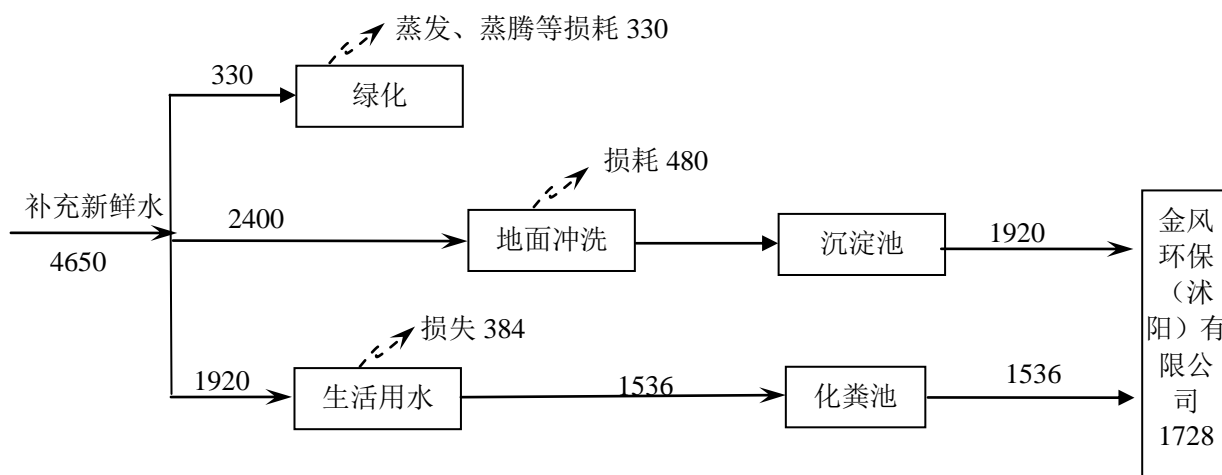 蒸发、蒸腾等损耗 330
330
绿化
损耗 480
补充新鲜水
4650
2400
地面冲洗
沉淀池
1920
损失 384
1920
生活用水
1536
化粪池
1536
金风
环保
（沭
阳）有
限公
司
1728